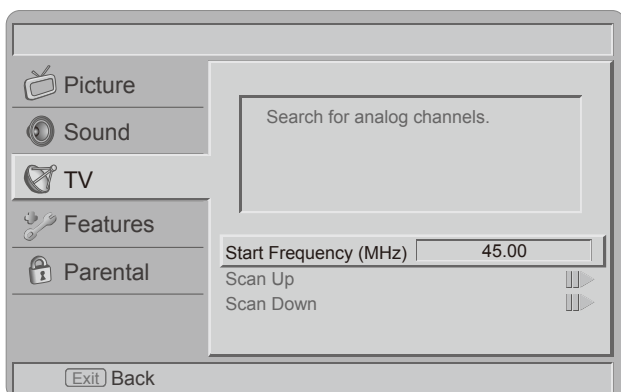 Picture
Sound
TV
Features
Parental
Search for analog channels.
Start Frequency (MHz) 45.00
Scan Up
Scan Down
Exit Back